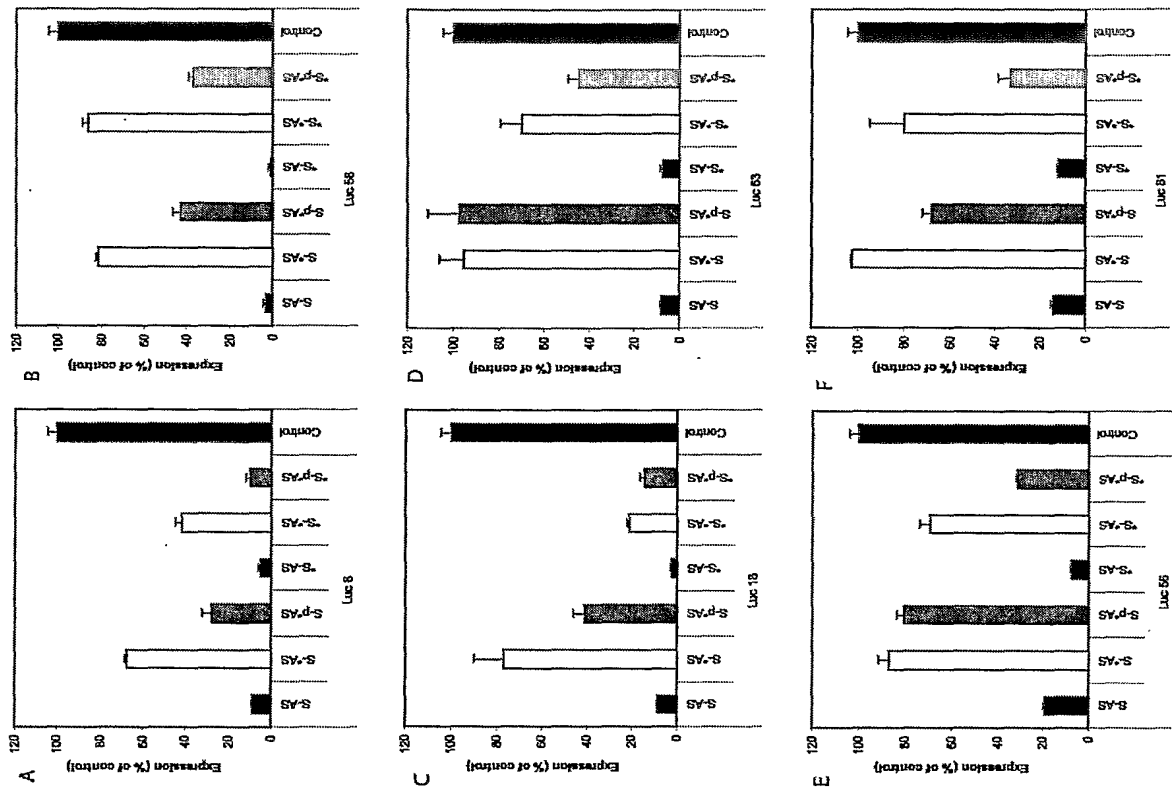 A
Expression (% of control)
120
100
80
60
40
20
0
S-AS
S-*AS
S-p*AS
*S-AS
*S-*AS
*S-p*AS
Control
Luc 8
B
Expression (% of control)
120
100
80
60
40
20
0
S-AS
S-*AS
S-p*AS
*S-AS
*S-*AS
*S-p*AS
Control
Luc 58
C
Expression (% of control)
120
100
80
60
40
20
0
S-AS
S-*AS
S-p*AS
*S-AS
*S-*AS
*S-p*AS
Control
Luc 18
D
Expression (% of control)
120
100
80
60
40
20
0
S-AS
S-*AS
S-p*AS
*S-AS
*S-*AS
*S-p*AS
Control
Luc 63
E
Expression (% of control)
120
100
80
60
40
20
0
S-AS
S-*AS
S-p*AS
*S-AS
*S-*AS
*S-p*AS
Control
Luc 56
F
Expression (% of control)
120
100
80
60
40
20
0
S-AS
S-*AS
S-p*AS
*S-AS
*S-*AS
*S-p*AS
Control
Luc 81